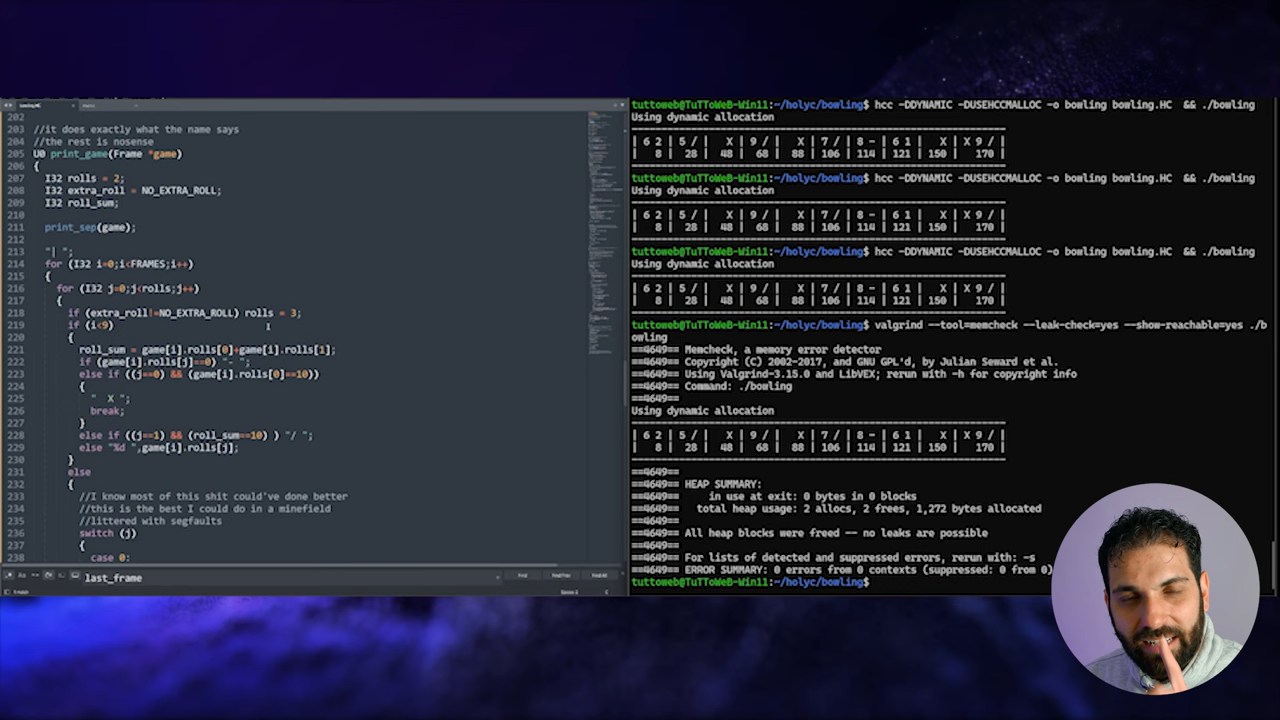 bowling.HC
202
203 //it does exactly what the name says
204 //the rest is nosense
205 U0 print_game(Frame *game)
206 {
207 I32 rolls = 2;
208 I32 extra_roll = NO_EXTRA_ROLL;
209 I32 roll_sum;
210
211 print_sep(game);
212
213 "| ";
214 for (I32 i=0;i<FRAMES;i++)
215 {
216 for (I32 j=0;j<rolls;j++)
217 {
218 if (extra_roll!=NO_EXTRA_ROLL) rolls = 3;
219 if (i<9)
220 {
221 roll_sum = game[i].rolls[0]+game[i].rolls[1];
222 if (game[i].rolls[j]==0) "- ";
223 else if ((j==0) && (game[i].rolls[0]==10))
224 {
225 " X ";
226 break;
227 }
228 else if ((j==1) && (roll_sum==10) ) "/ ";
229 else "%d ",game[i].rolls[j];
230 }
231 else
232 {
233 //I know most of this shit could've done better
234 //this is the best I could do in a minefield
235 //littered with segfaults
236 switch (j)
237 {
238 case 0:
last_frame
Find
Find Prev
Find All
tuttoweb@TuTToWeB-Win11:~/holyc/bowling$ hcc -DDYNAMIC -DUSEHCCMALLOC -o bowling bowling.HC && ./bowling
Using dynamic allocation
| 6 2 | 5 / | X | 9 / | X | 7 / | 8 - | 6 1 | X | X 9 / |
| 8 | 28 | 48 | 68 | 88 | 106 | 114 | 121 | 150 | 170 |
tuttoweb@TuTToWeB-Win11:~/holyc/bowling$ hcc -DDYNAMIC -DUSEHCCMALLOC -o bowling bowling.HC && ./bowling
Using dynamic allocation
| 6 2 | 5 / | X | 9 / | X | 7 / | 8 - | 6 1 | X | X 9 / |
| 8 | 28 | 48 | 68 | 88 | 106 | 114 | 121 | 150 | 170 |
tuttoweb@TuTToWeB-Win11:~/holyc/bowling$ hcc -DDYNAMIC -DUSEHCCMALLOC -o bowling bowling.HC && ./bowling
Using dynamic allocation
| 6 2 | 5 / | X | 9 / | X | 7 / | 8 - | 6 1 | X | X 9 / |
| 8 | 28 | 48 | 68 | 88 | 106 | 114 | 121 | 150 | 170 |
tuttoweb@TuTToWeB-Win11:~/holyc/bowling$ valgrind --tool=memcheck --leak-check=yes --show-reachable=yes ./b
owling
==4649== Memcheck, a memory error detector
==4649== Copyright (C) 2002-2017, and GNU GPL'd, by Julian Seward et al.
==4649== Using Valgrind-3.15.0 and LibVEX; rerun with -h for copyright info
==4649== Command: ./bowling
==4649==
Using dynamic allocation
| 6 2 | 5 / | X | 9 / | X | 7 / | 8 - | 6 1 | X | X 9 / |
| 8 | 28 | 48 | 68 | 88 | 106 | 114 | 121 | 150 | 170 |
==4649==
==4649== HEAP SUMMARY:
==4649== in use at exit: 0 bytes in 0 blocks
==4649== total heap usage: 2 allocs, 2 frees, 1,272 bytes allocated
==4649==
==4649== All heap blocks were freed -- no leaks are possible
==4649==
==4649== For lists of detected and suppressed errors, rerun with: -s
==4649== ERROR SUMMARY: 0 errors from 0 contexts (suppressed: 0 from 0)
tuttoweb@TuTToWeB-Win11:~/holyc/bowling$